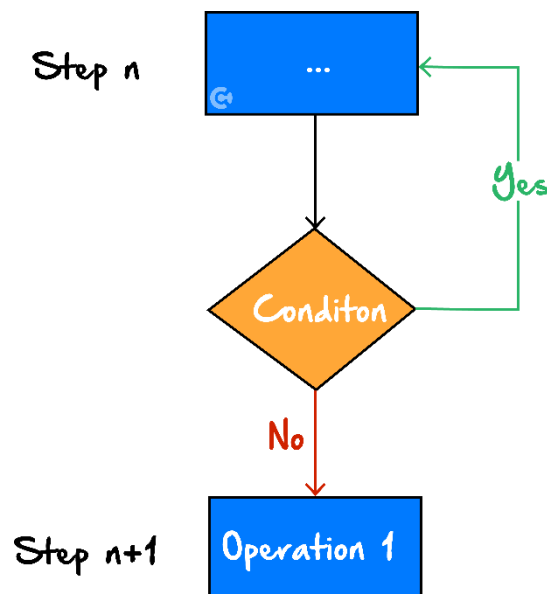 Step n
...
Yes
Conditon
No
Step n+1
Operation 1